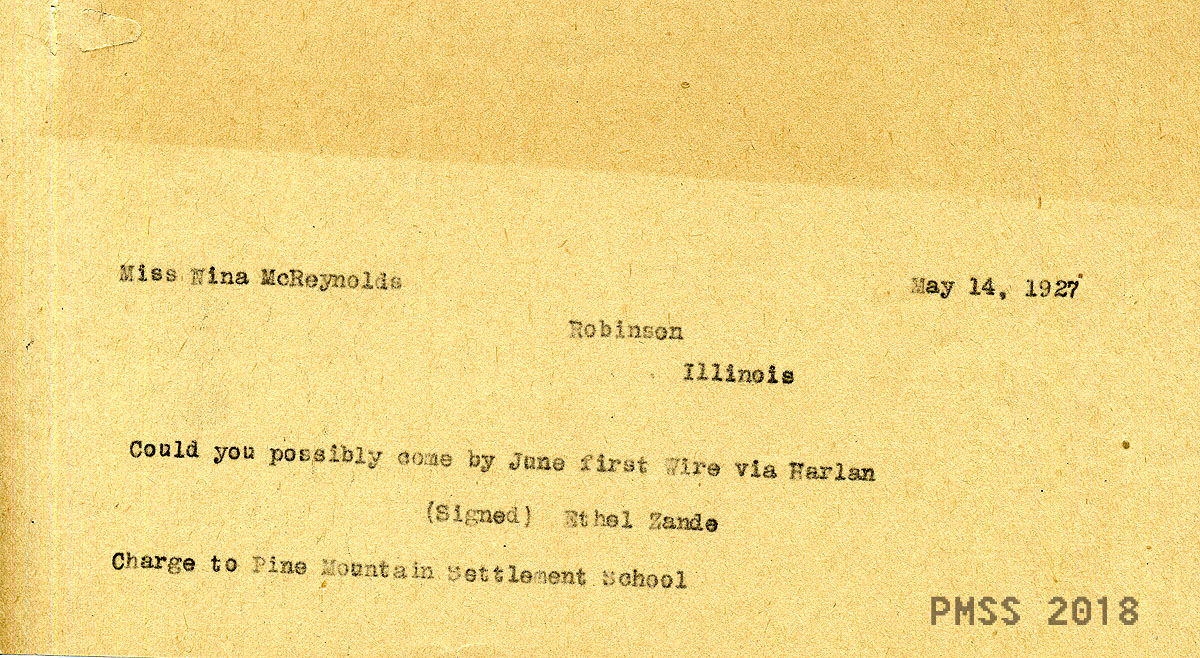 Miss Nina McReynolds May 14, 1927
Robinson
Illinois
Could you possibly come by June first Wire via Harlan
(Signed) Ethel Zande
Charge to Pine Mountain Settlement School
PMSS 2018